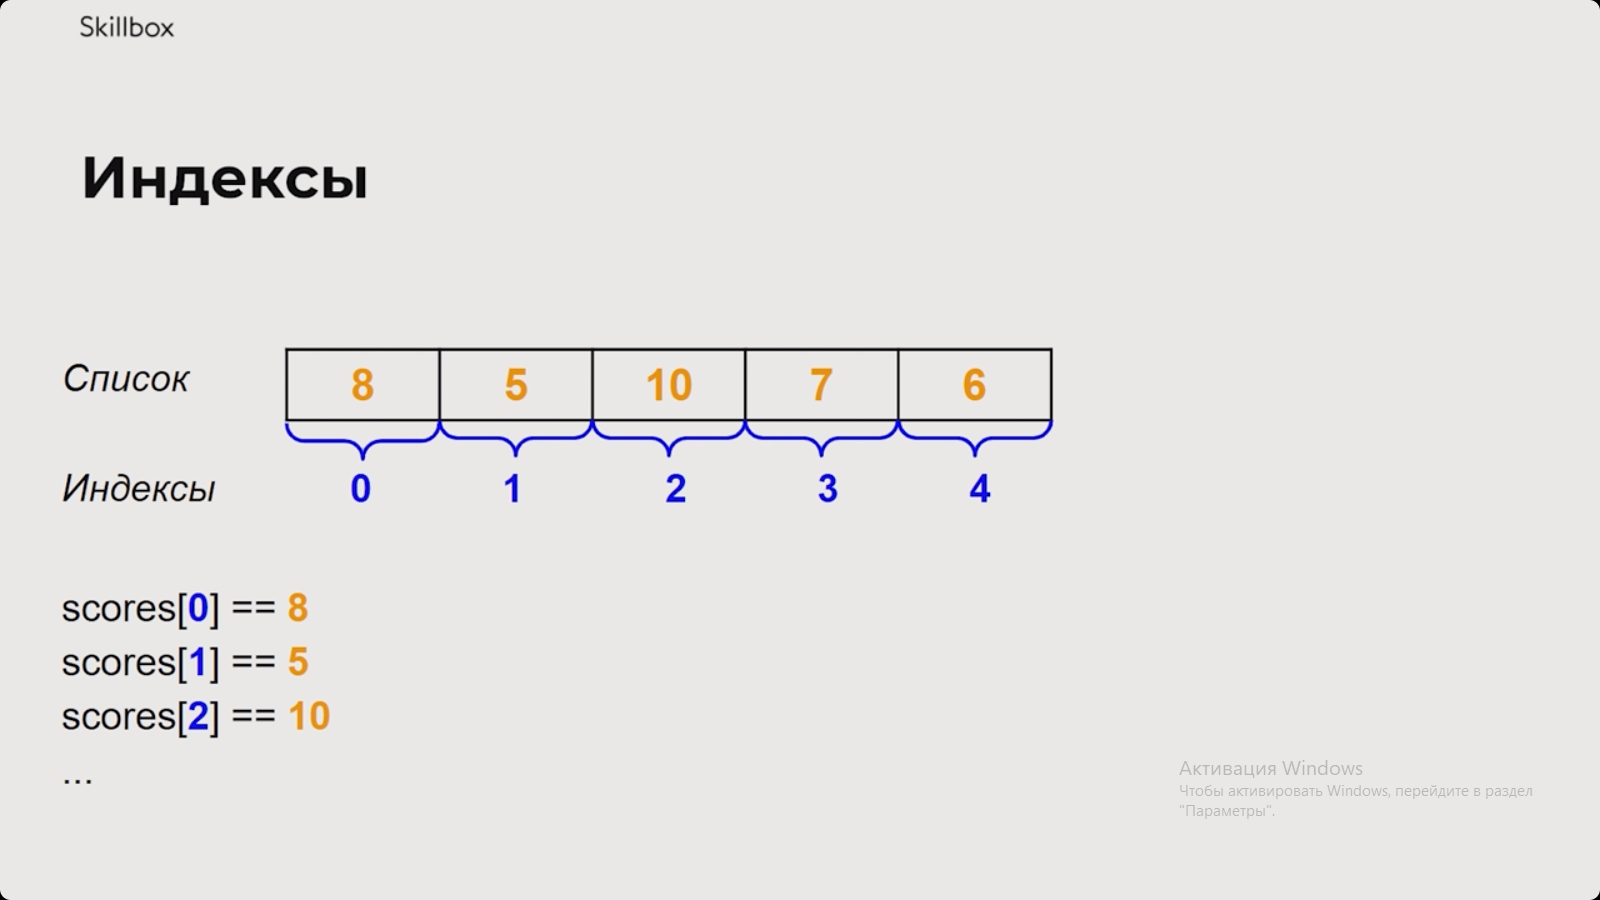 Skillbox
Индексы
Список 8 5 10 7 6
Индексы 0 1 2 3 4
scores[0] == 8
scores[1] == 5
scores[2] == 10
...
Активация Windows
Чтобы активировать Windows, перейдите в раздел
"Параметры".